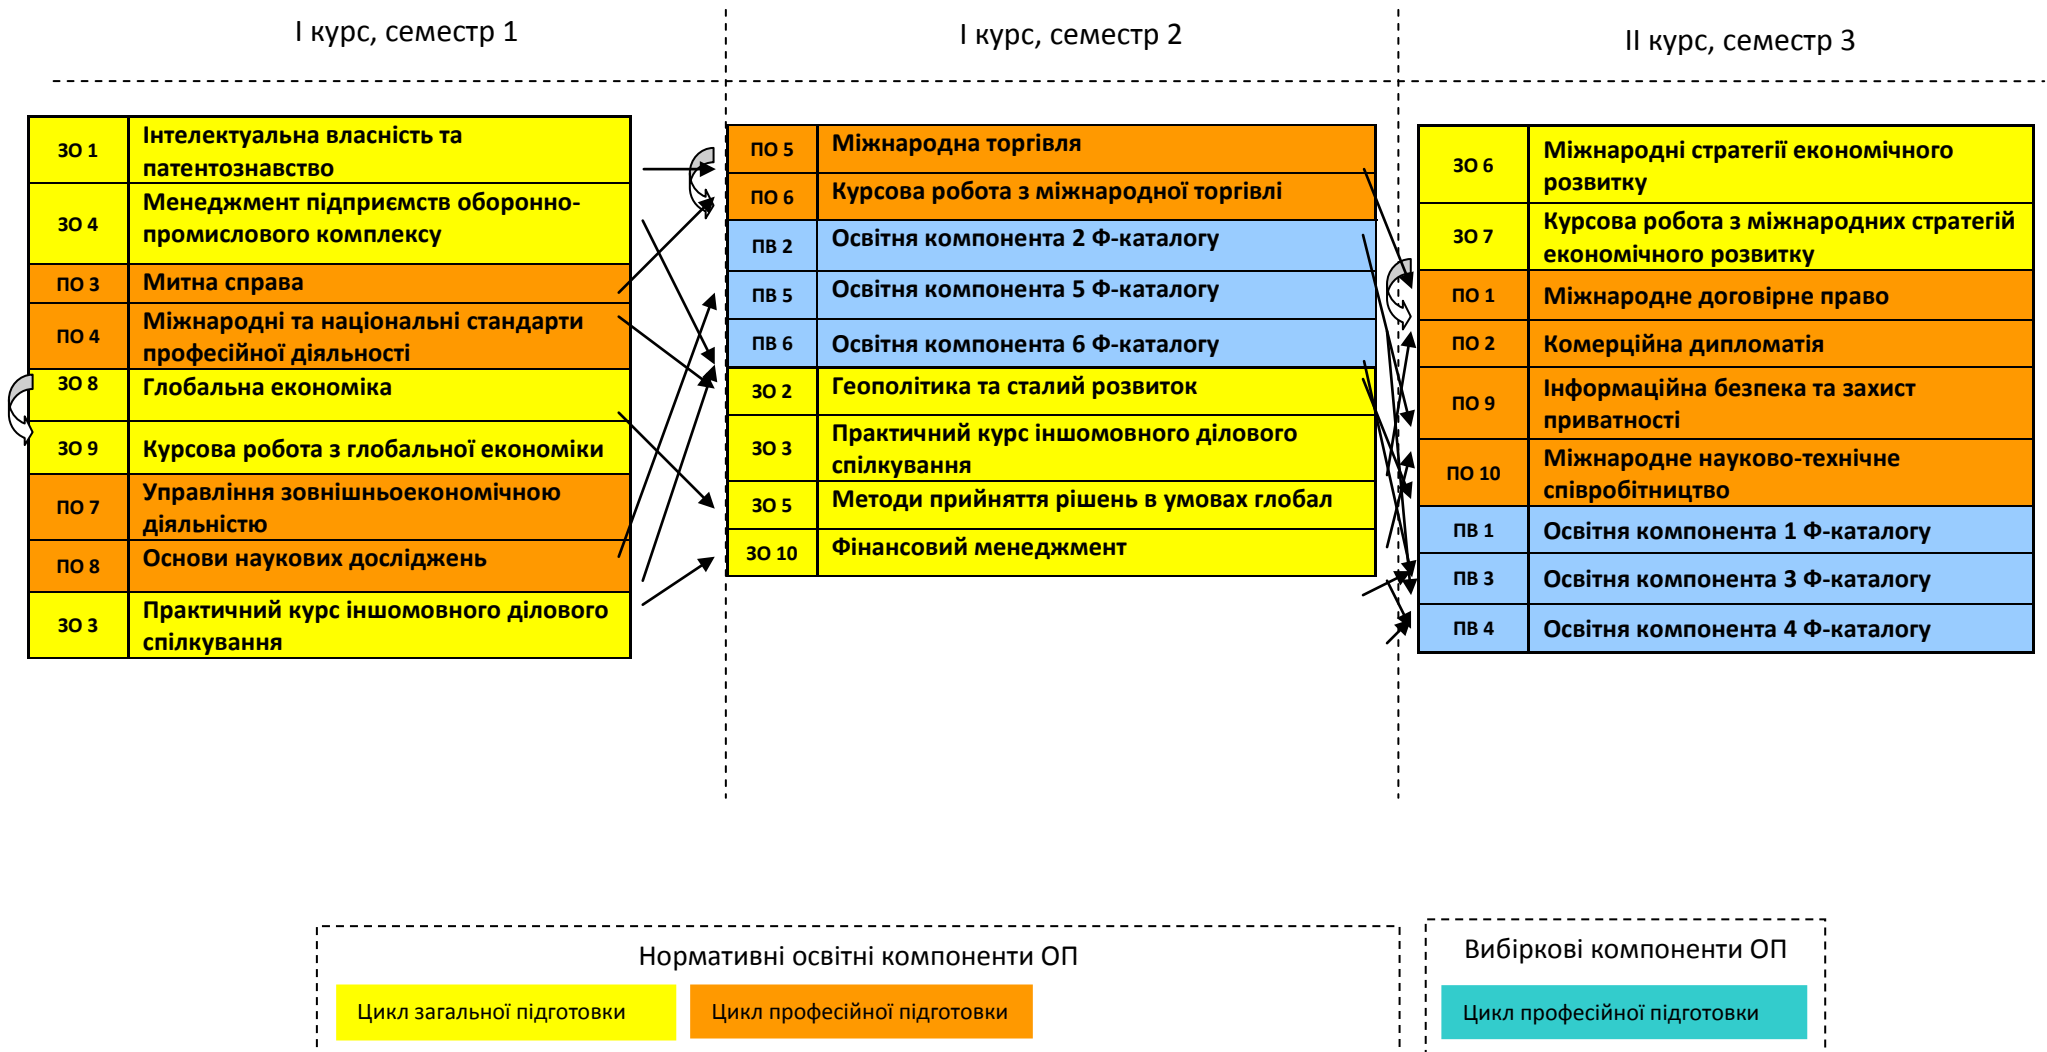 І курс, семестр 1
І курс, семестр 2
ІІ курс, семестр 3
ЗО 1
Інтелектуальна власність та
патентознавство
ЗО 4
Менеджмент підприємств оборонно-
промислового комплексу
ПО 3
Митна справа
ПО 4
Міжнародні та національні стандарти
професійної діяльності
ЗО 8
Глобальна економіка
ЗО 9
Курсова робота з глобальної економіки
ПО 7
Управління зовнішньоекономічною
діяльністю
ПО 8
Основи наукових досліджень
ЗО 3
Практичний курс іншомовного ділового
спілкування
ПО 5
Міжнародна торгівля
ПО 6
Курсова робота з міжнародної торгівлі
ПВ 2
Освітня компонента 2 Ф-каталогу
ПВ 5
Освітня компонента 5 Ф-каталогу
ПВ 6
Освітня компонента 6 Ф-каталогу
ЗО 2
Геополітика та сталий розвиток
ЗО 3
Практичний курс іншомовного ділового
спілкування
ЗО 5
Методи прийняття рішень в умовах глобал
ЗО 10
Фінансовий менеджмент
ЗО 6
Міжнародні стратегії економічного
розвитку
ЗО 7
Курсова робота з міжнародних стратегій
економічного розвитку
ПО 1
Міжнародне договірне право
ПО 2
Комерційна дипломатія
ПО 9
Інформаційна безпека та захист
приватності
ПО 10
Міжнародне науково-технічне
співробітництво
ПВ 1
Освітня компонента 1 Ф-каталогу
ПВ 3
Освітня компонента 3 Ф-каталогу
ПВ 4
Освітня компонента 4 Ф-каталогу
Нормативні освітні компоненти ОП
Цикл загальної підготовки
Цикл професійної підготовки
Вибіркові компоненти ОП
Цикл професійної підготовки